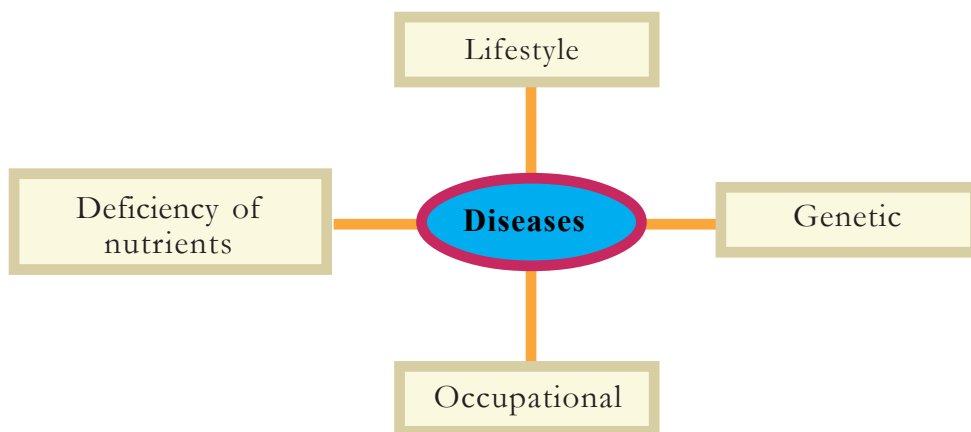 Lifestyle
Deficiency of
nutrients
Diseases
Genetic
Occupational